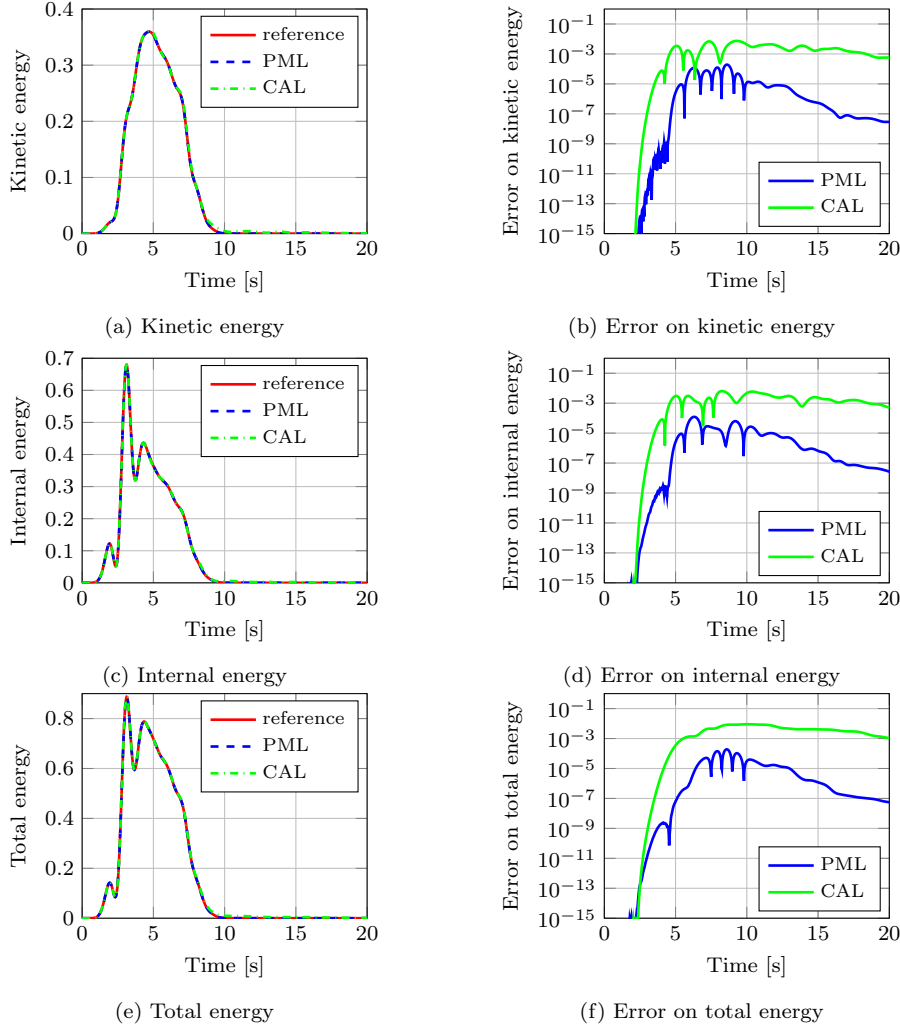 0.4
0.3
0.2
0.1
0
0 5 10 15 20
Kinetic energy
Time [s]
reference
PML
CAL
(a) Kinetic energy
10⁻¹
10⁻³
10⁻⁵
10⁻⁷
10⁻⁹
10⁻¹¹
10⁻¹³
10⁻¹⁵
0 5 10 15 20
Error on kinetic energy
Time [s]
PML
CAL
(b) Error on kinetic energy
0.7
0.6
0.5
0.4
0.3
0.2
0.1
0
0 5 10 15 20
Internal energy
Time [s]
reference
PML
CAL
(c) Internal energy
10⁻¹
10⁻³
10⁻⁵
10⁻⁷
10⁻⁹
10⁻¹¹
10⁻¹³
10⁻¹⁵
0 5 10 15 20
Error on internal energy
Time [s]
PML
CAL
(d) Error on internal energy
0.8
0.6
0.4
0.2
0
0 5 10 15 20
Total energy
Time [s]
reference
PML
CAL
(e) Total energy
10⁻¹
10⁻³
10⁻⁵
10⁻⁷
10⁻⁹
10⁻¹¹
10⁻¹³
10⁻¹⁵
0 5 10 15 20
Error on total energy
Time [s]
PML
CAL
(f) Error on total energy